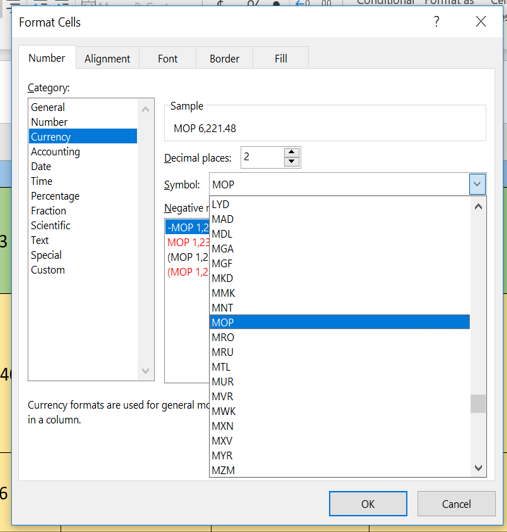 Conditional Format as
Format Cells
? ×
Number Alignment Font Border Fill
Category:
General
Number
Currency
Accounting
Date
Time
Percentage
Fraction
Scientific
Text
Special
Custom
Sample
MOP 6,221.48
Decimal places: 2
Symbol: MOP
Negative n
-MOP 1,2
MOP 1,23
(MOP 1,2
(MOP 1,2
LYD
MAD
MDL
MGA
MGF
MKD
MMK
MNT
MOP
MRO
MRU
MTL
MUR
MVR
MWK
MXN
MXV
MYR
MZM
Currency formats are used for general mo
in a column.
OK Cancel
3
6